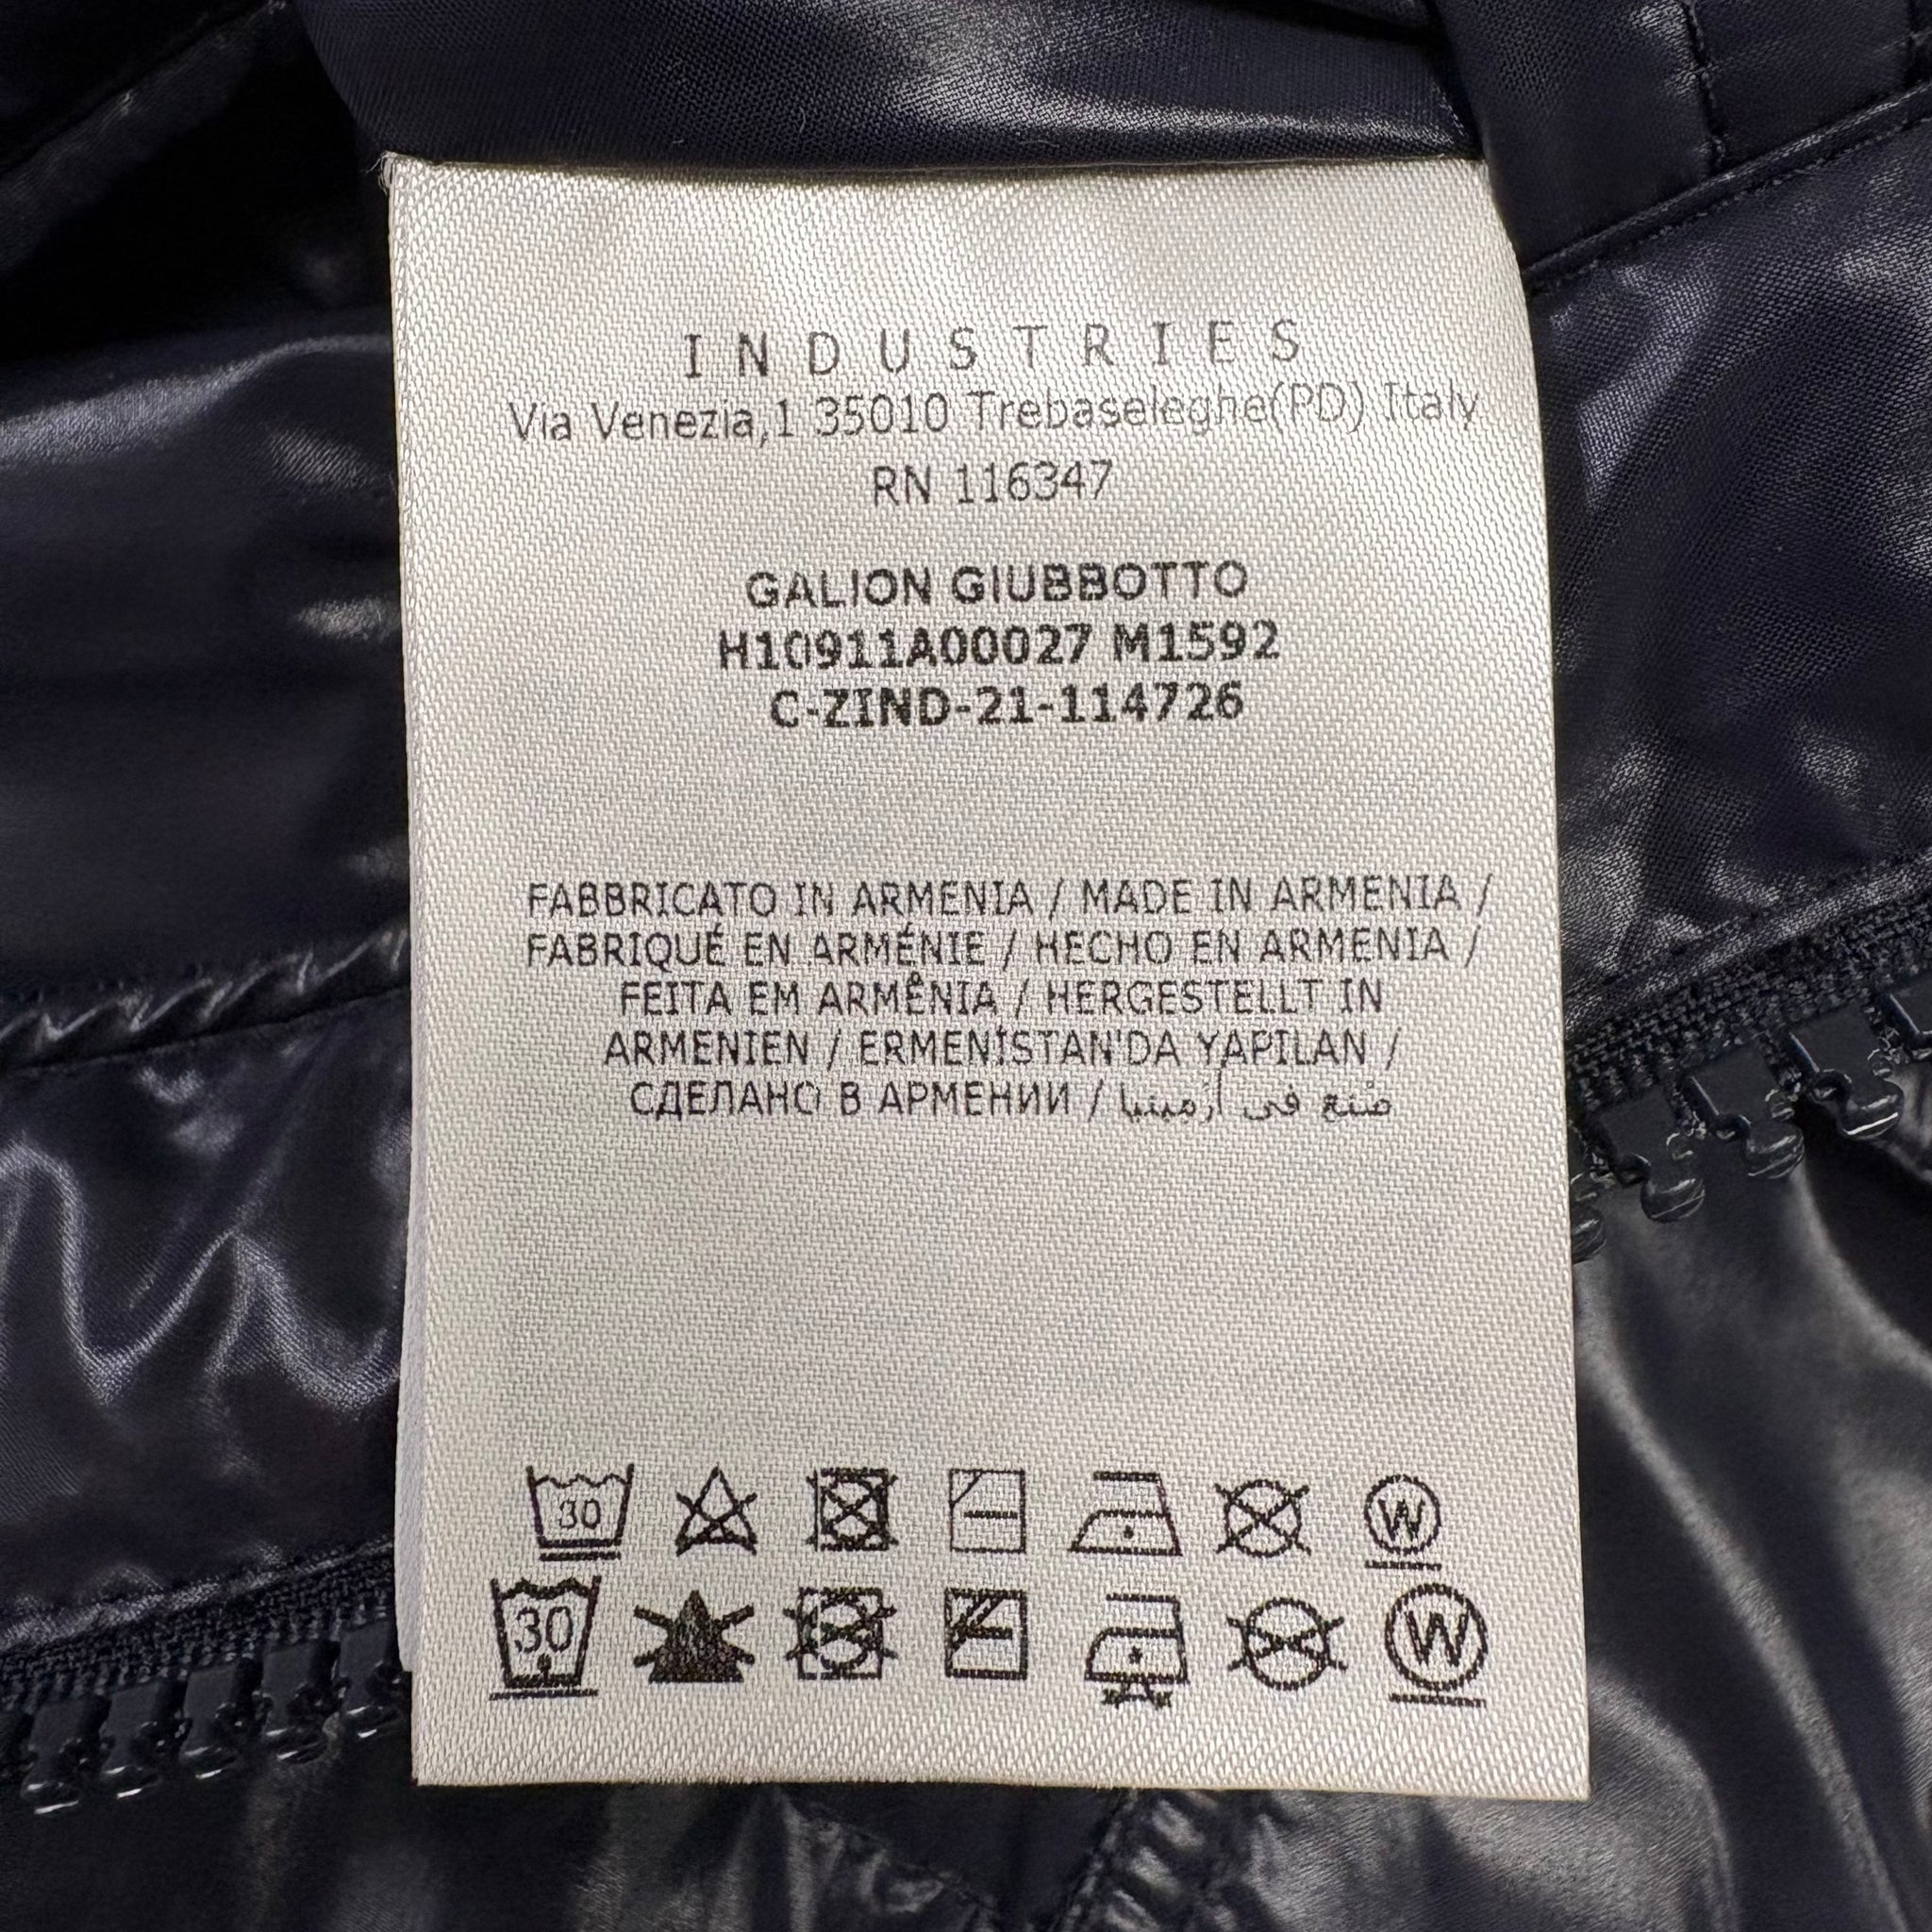 INDUSTRIES
Via Venezia,1 35010 Trebaseleghe(PD) Italy
RN 116347
GALION GIUBBOTTO
H10911A00027 M1592
C-ZIND-21-114726
FABBRICATO IN ARMENIA / MADE IN ARMENIA /
FABRIQUÉ EN ARMÉNIE / HECHO EN ARMENIA /
FEITA EM ARMÊNIA / HERGESTELLT IN
ARMENIEN / ERMENİSTAN'DA YAPILAN /
СДЕЛАНО В АРМЕНИИ / صُنع في أرمينيا
30 W
30 W